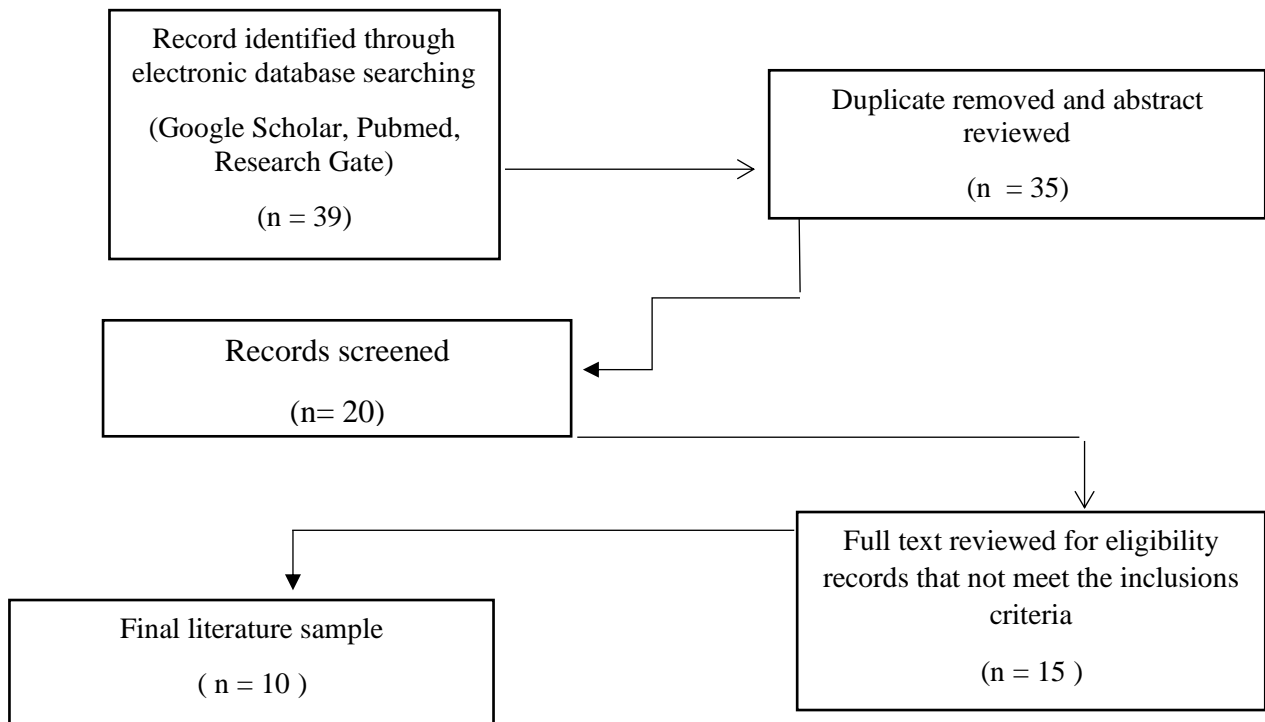 Record identified through
electronic database searching
(Google Scholar, Pubmed,
Research Gate)
(n = 39)
Duplicate removed and abstract
reviewed
(n  = 35)
Records screened
(n= 20)
Full text reviewed for eligibility
records that not meet the inclusions
criteria
(n = 15 )
Final literature sample
( n = 10 )